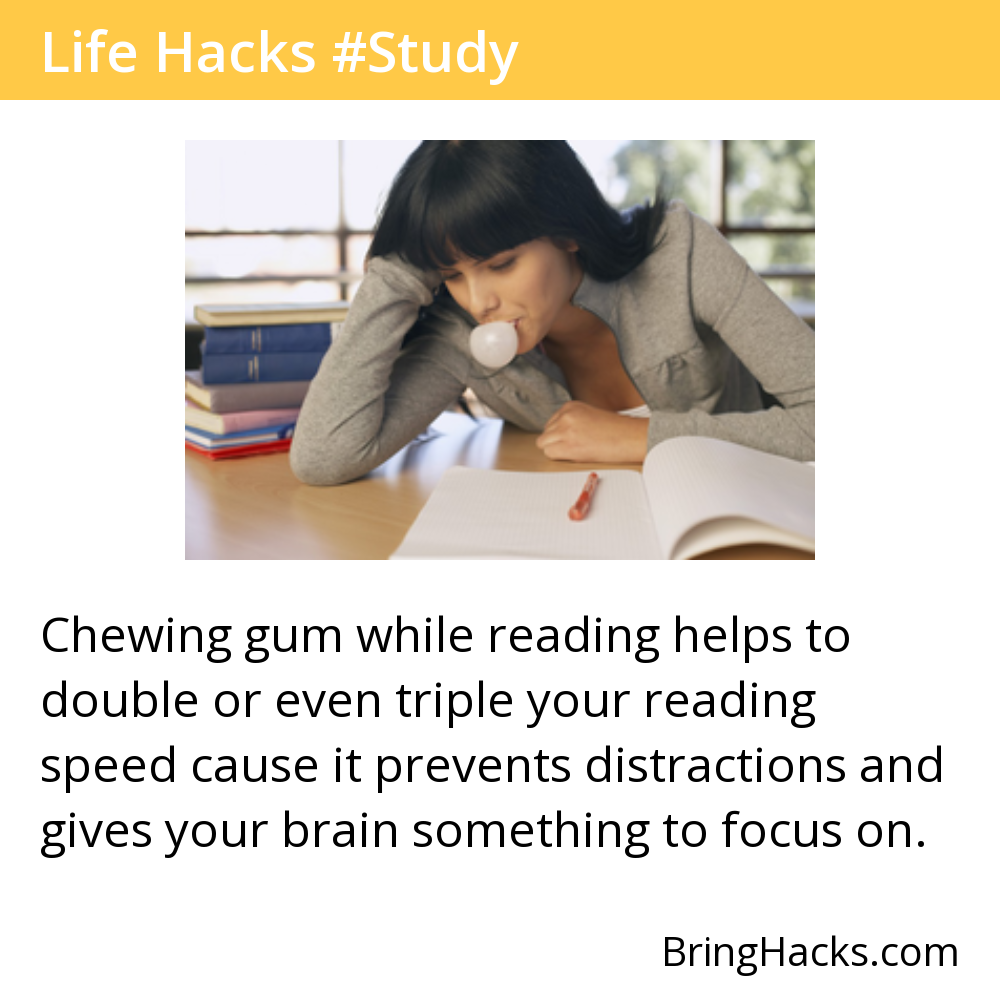 Life Hacks #Study
Chewing gum while reading helps to
double or even triple your reading
speed cause it prevents distractions and
gives your brain something to focus on.
BringHacks.com